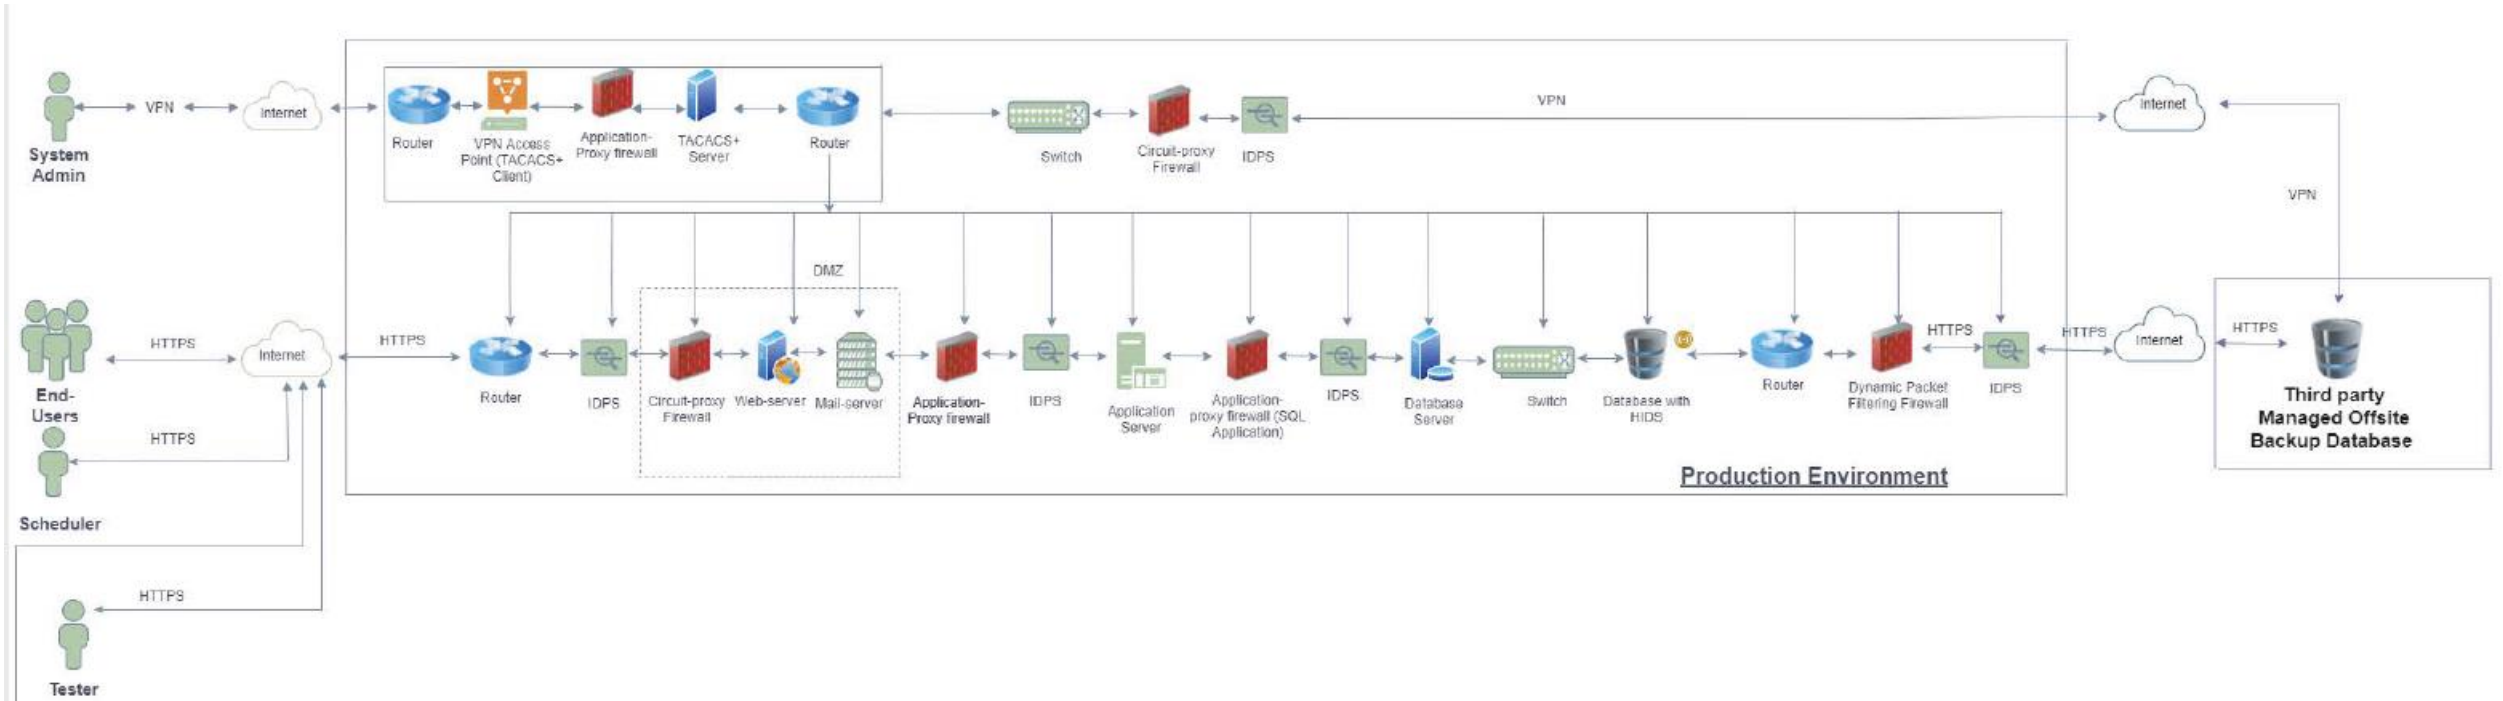 VPN
Internet
System
Admin
Router
VPN Access
Point (TACACS+
Client)
Application-
Proxy firewall
TACACS+
Server
Router
Switch
Circuit-proxy
Firewall
IDPS
VPN
Internet
VPN
DMZ
HTTPS
Internet
HTTPS
End-
Users
HTTPS
Scheduler
HTTPS
Tester
Router
IDPS
Circuit-proxy
Firewall
Web-server
Mail-server
Application-
Proxy firewall
IDPS
Application
Server
Application-
proxy firewall (SQL
Application)
IDPS
Database
Server
Switch
Database with
HIDS
Router
Dynamic Packet
Filtering Firewall
HTTPS
IDPS
HTTPS
Internet
HTTPS
Third party
Managed Offsite
Backup Database
Production Environment